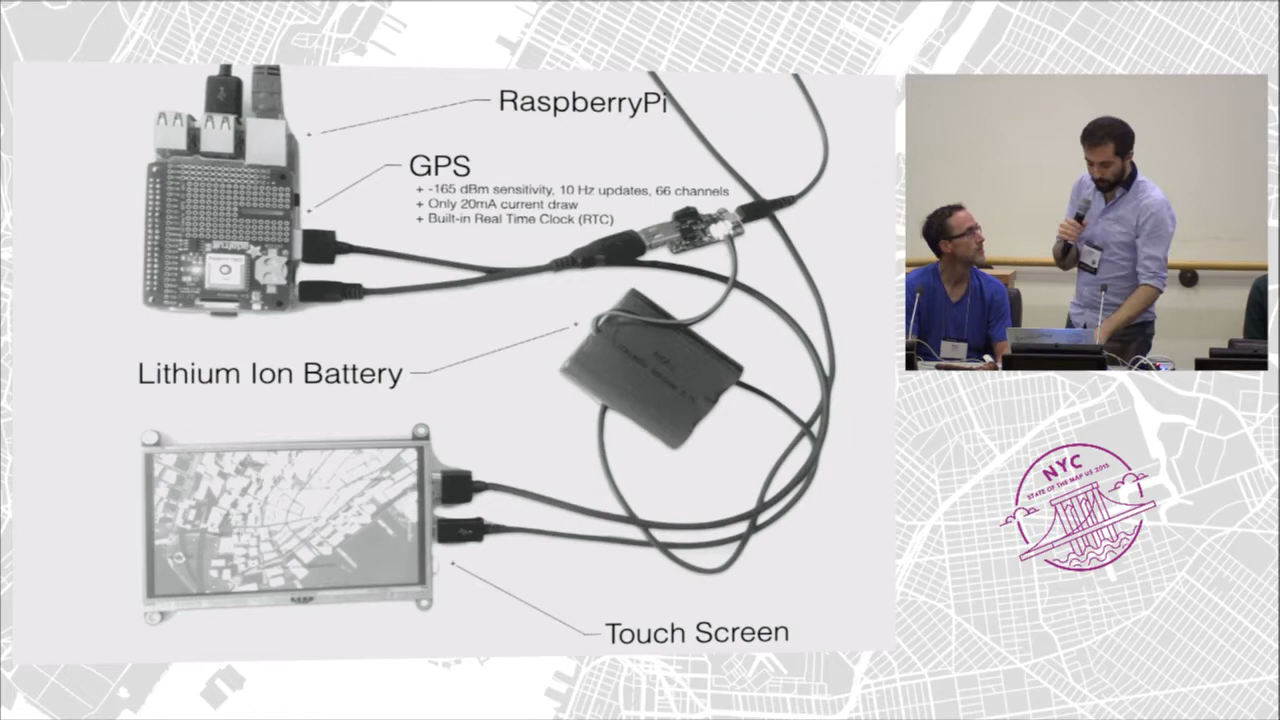 RaspberryPi
GPS
+ -165 dBm sensitivity, 10 Hz updates, 66 channels
+ Only 20mA current draw
+ Built-in Real Time Clock (RTC)
Lithium Ion Battery
Touch Screen
NYC
STATE OF THE MAP US 2015